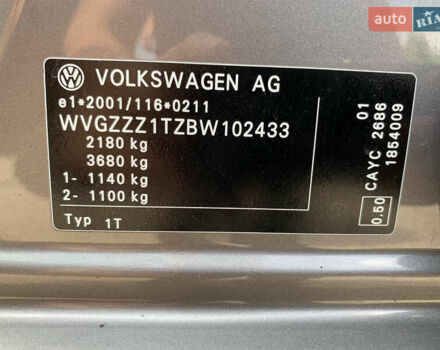 auto RIA
VOLKSWAGEN AG
e1*2001/116*0211
WVGZZZ1TZBW102433
2180 kg
3680 kg
1- 1140 kg
2- 1100 kg
Typ 1T
01
CAYC 2686
1854009
0.50